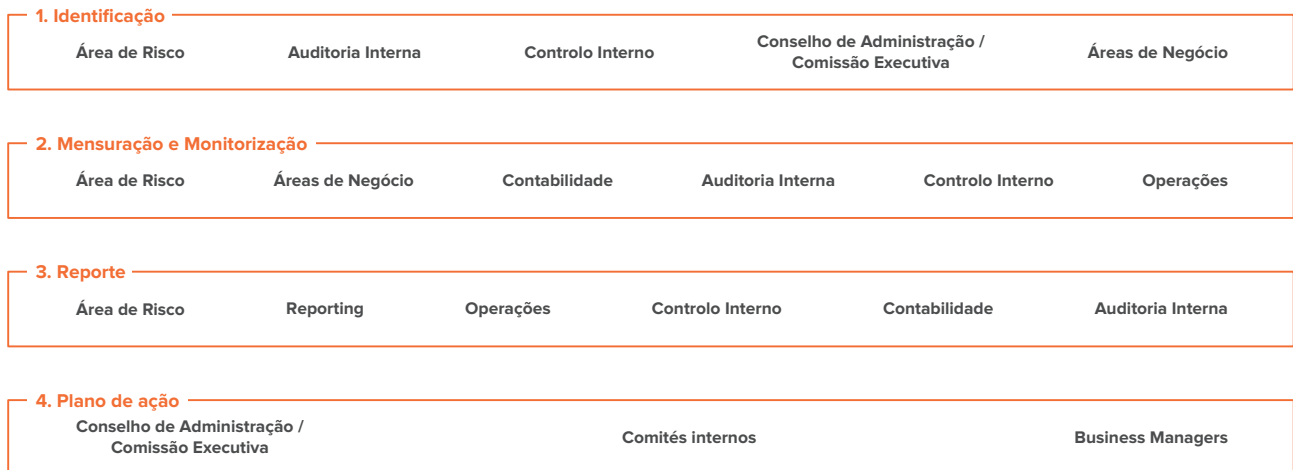 1. Identificação
Área de Risco
Auditoria Interna
Controlo Interno
Conselho de Administração /
Comissão Executiva
Áreas de Negócio
2. Mensuração e Monitorização
Área de Risco
Áreas de Negócio
Contabilidade
Auditoria Interna
Controlo Interno
Operações
3. Reporte
Área de Risco
Reporting
Operações
Controlo Interno
Contabilidade
Auditoria Interna
4. Plano de ação
Conselho de Administração /
Comissão Executiva
Comités internos
Business Managers